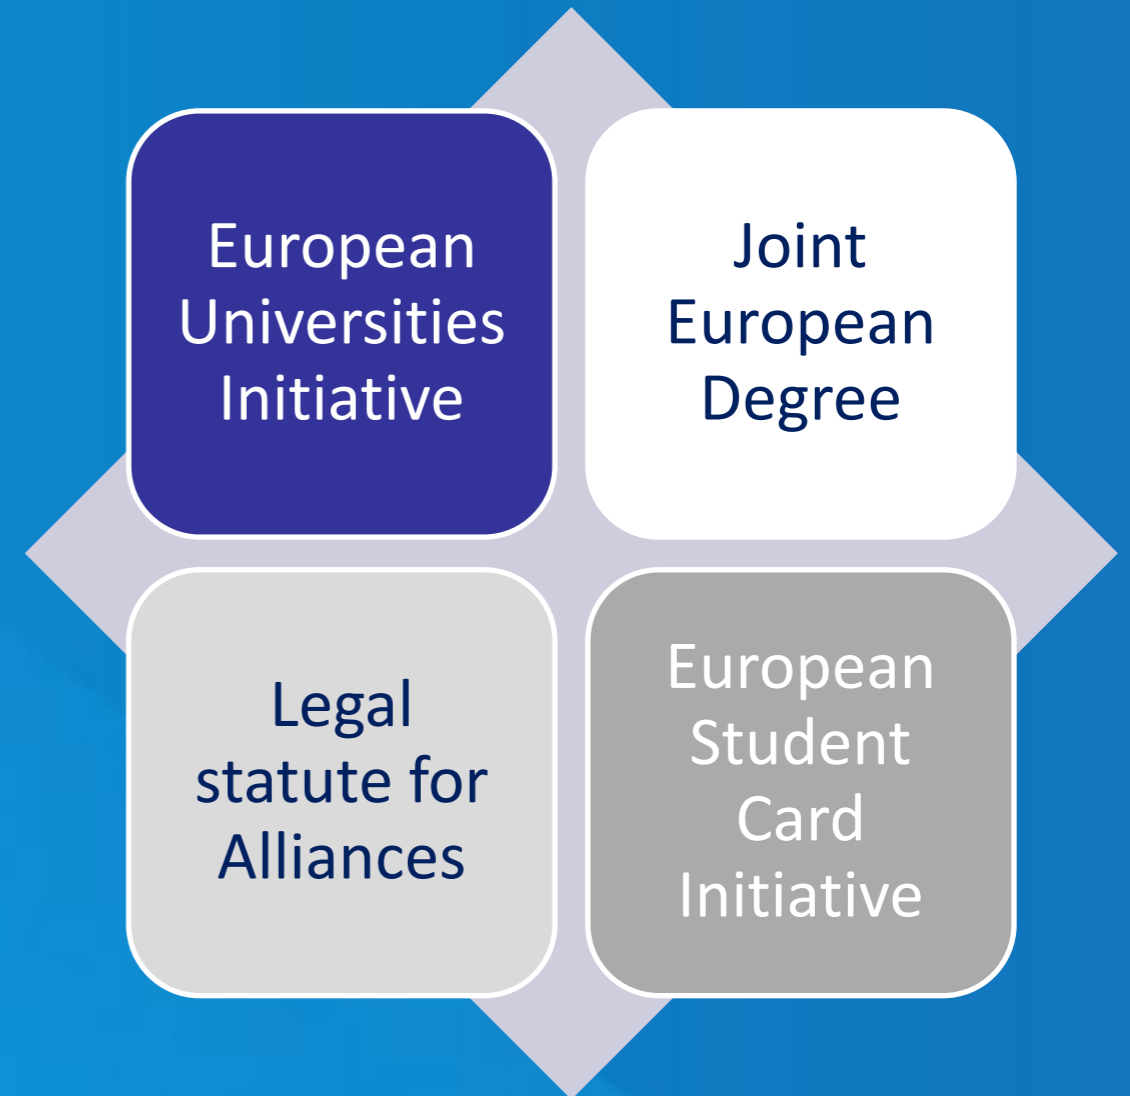 European
Universities
Initiative
Joint
European
Degree
Legal
statute for
Alliances
European
Student
Card
Initiative